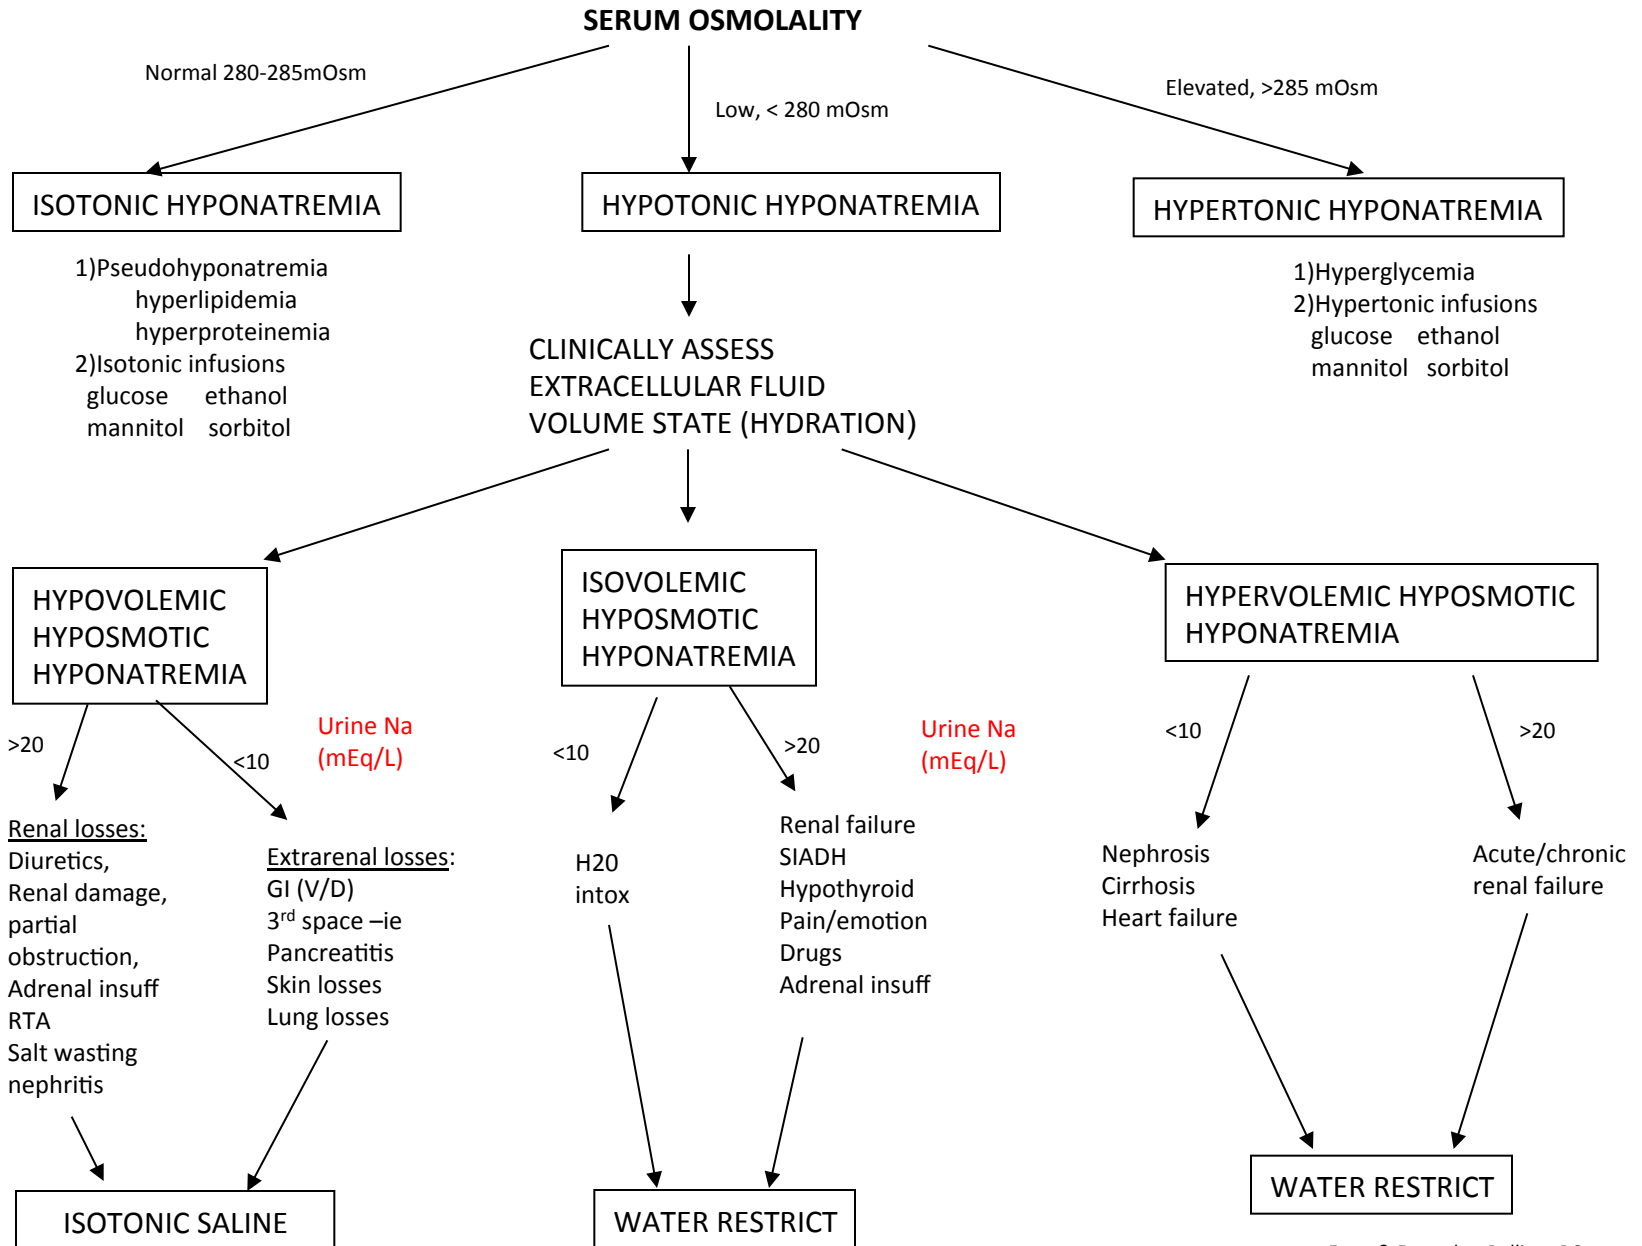 SERUM OSMOLALITY
Normal 280-285mOsm
Low, < 280 mOsm
Elevated, >285 mOsm
ISOTONIC HYPONATREMIA
HYPOTONIC HYPONATREMIA
HYPERTONIC HYPONATREMIA
1)Pseudohyponatremia
hyperlipidemia
hyperproteinemia
2)Isotonic infusions
glucose ethanol
mannitol sorbitol
1)Hyperglycemia
2)Hypertonic infusions
glucose ethanol
mannitol sorbitol
CLINICALLY ASSESS
EXTRACELLULAR FLUID
VOLUME STATE (HYDRATION)
HYPOVOLEMIC
HYPOSMOTIC
HYPONATREMIA
ISOVOLEMIC
HYPOSMOTIC
HYPONATREMIA
HYPERVOLEMIC HYPOSMOTIC
HYPONATREMIA
>20
<10
Urine Na
(mEq/L)
<10
>20
Urine Na
(mEq/L)
<10
>20
Renal losses:
Diuretics,
Renal damage,
partial
obstruction,
Adrenal insuff
RTA
Salt wasting
nephritis
Extrarenal losses:
GI (V/D)
3rd space –ie
Pancreatitis
Skin losses
Lung losses
H20
intox
Renal failure
SIADH
Hypothyroid
Pain/emotion
Drugs
Adrenal insuff
Nephrosis
Cirrhosis
Heart failure
Acute/chronic
renal failure
ISOTONIC SALINE
WATER RESTRICT
WATER RESTRICT